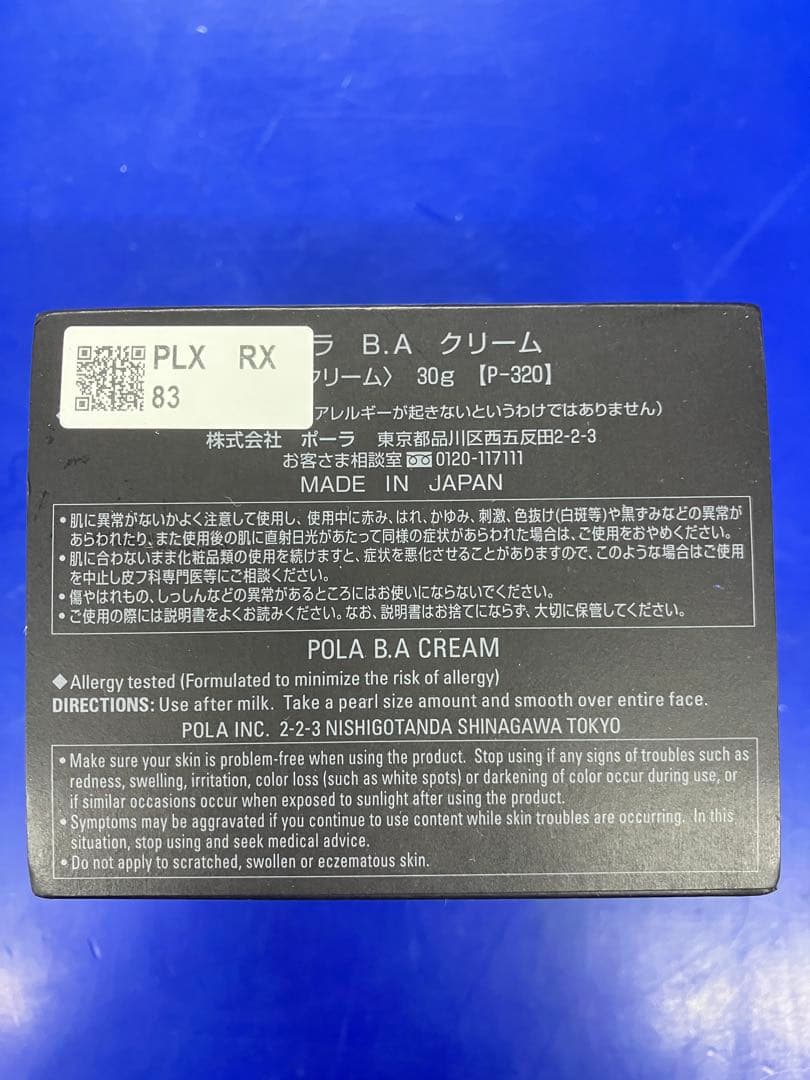 PLX RX
83
ラ B.A クリーム
クリーム〉 30g 【P-320】
アレルギーが起きないというわけではありません)
株式会社 ポーラ 東京都品川区西五反田2-2-3
お客さま相談室 0120-117111
MADE IN JAPAN
• 肌に異常がないかよく注意して使用し、使用中に赤み、はれ、かゆみ、刺激、色抜け(白斑等)や黒ずみなどの異常が
あらわれたり、また使用後の肌に直射日光があたって同様の症状があらわれた場合は、ご使用をおやめください。
• 肌に合わないまま化粧品類の使用を続けますと、症状を悪化させることがありますので、このような場合はご使用
を中止し皮フ科専門医等にご相談ください。
• 傷やはれもの、しっしんなどの異常があるところにはお使いにならないでください。
• ご使用の際には説明書をよくお読みください。なお、説明書はお捨てにならず、大切に保管してください。
POLA B.A CREAM
◆Allergy tested (Formulated to minimize the risk of allergy)
DIRECTIONS: Use after milk. Take a pearl size amount and smooth over entire face.
POLA INC. 2-2-3 NISHIGOTANDA SHINAGAWA TOKYO
• Make sure your skin is problem-free when using the product. Stop using if any signs of troubles such as
redness, swelling, irritation, color loss (such as white spots) or darkening of color occur during use, or
if similar occasions occur when exposed to sunlight after using the product.
• Symptoms may be aggravated if you continue to use content while skin troubles are occurring. In this
situation, stop using and seek medical advice.
• Do not apply to scratched, swollen or eczematous skin.